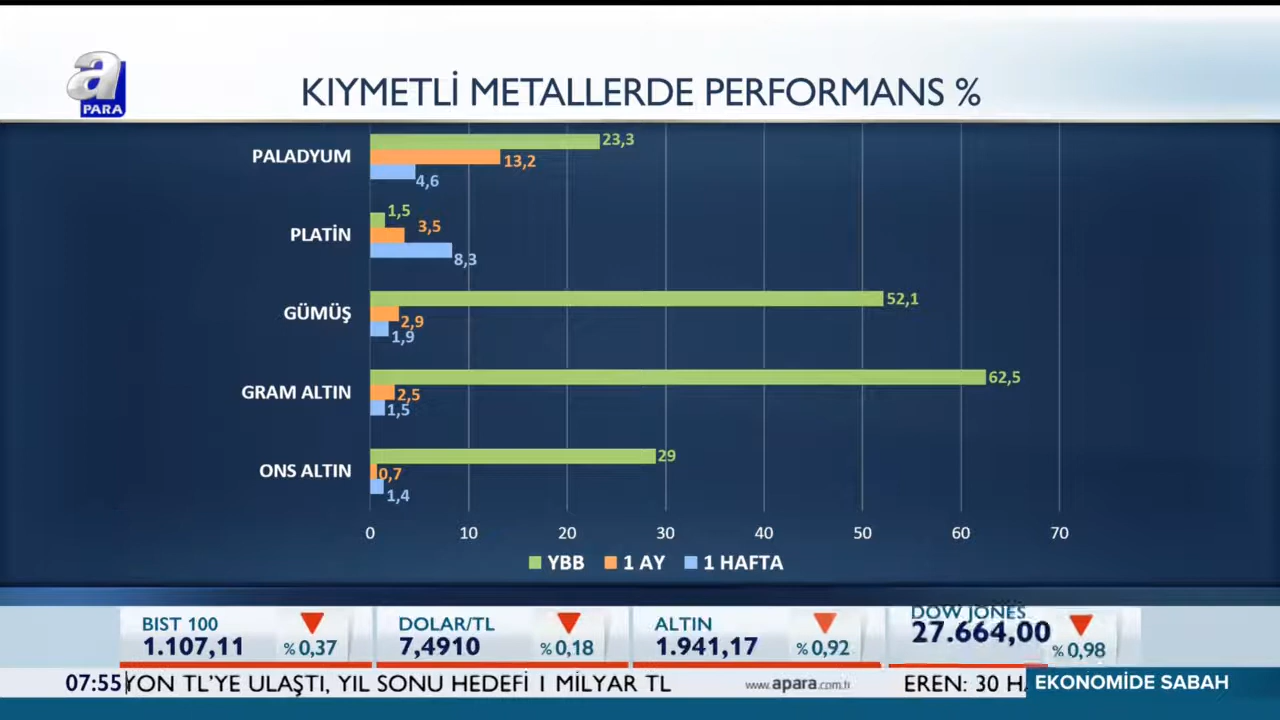 a
PARA
KIYMETLİ METALLERDE PERFORMANS %
PALADYUM
23,3
13,2
4,6
PLATİN
1,5
3,5
8,3
GÜMÜŞ
52,1
2,9
1,9
GRAM ALTIN
62,5
2,5
1,5
ONS ALTIN
29
0,7
1,4
0 10 20 30 40 50 60 70
YBB 1 AY 1 HAFTA
BIST 100
1.107,11 %0,37
DOLAR/TL
7,4910 %0,18
ALTIN
1.941,17 %0,92
DOW JONES
27.664,00 %0,98
07:55 YON TL'YE ULAŞTI, YIL SONU HEDEFİ 1 MİLYAR TL www.apara.com.tr EREN: 30 EKONOMİDE SABAH